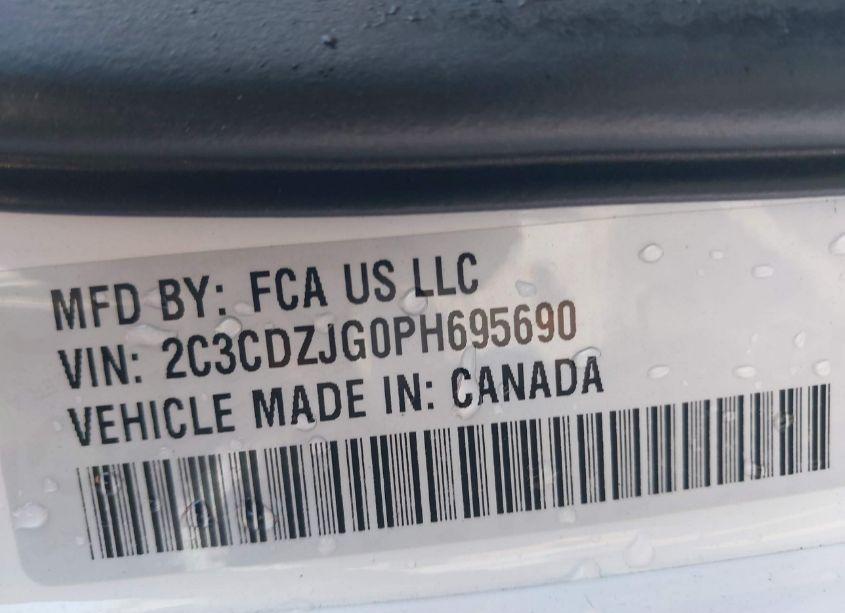 MFD BY: FCA US LLC
VIN: 2C3CDZJG0PH695690
VEHICLE MADE IN: CANADA